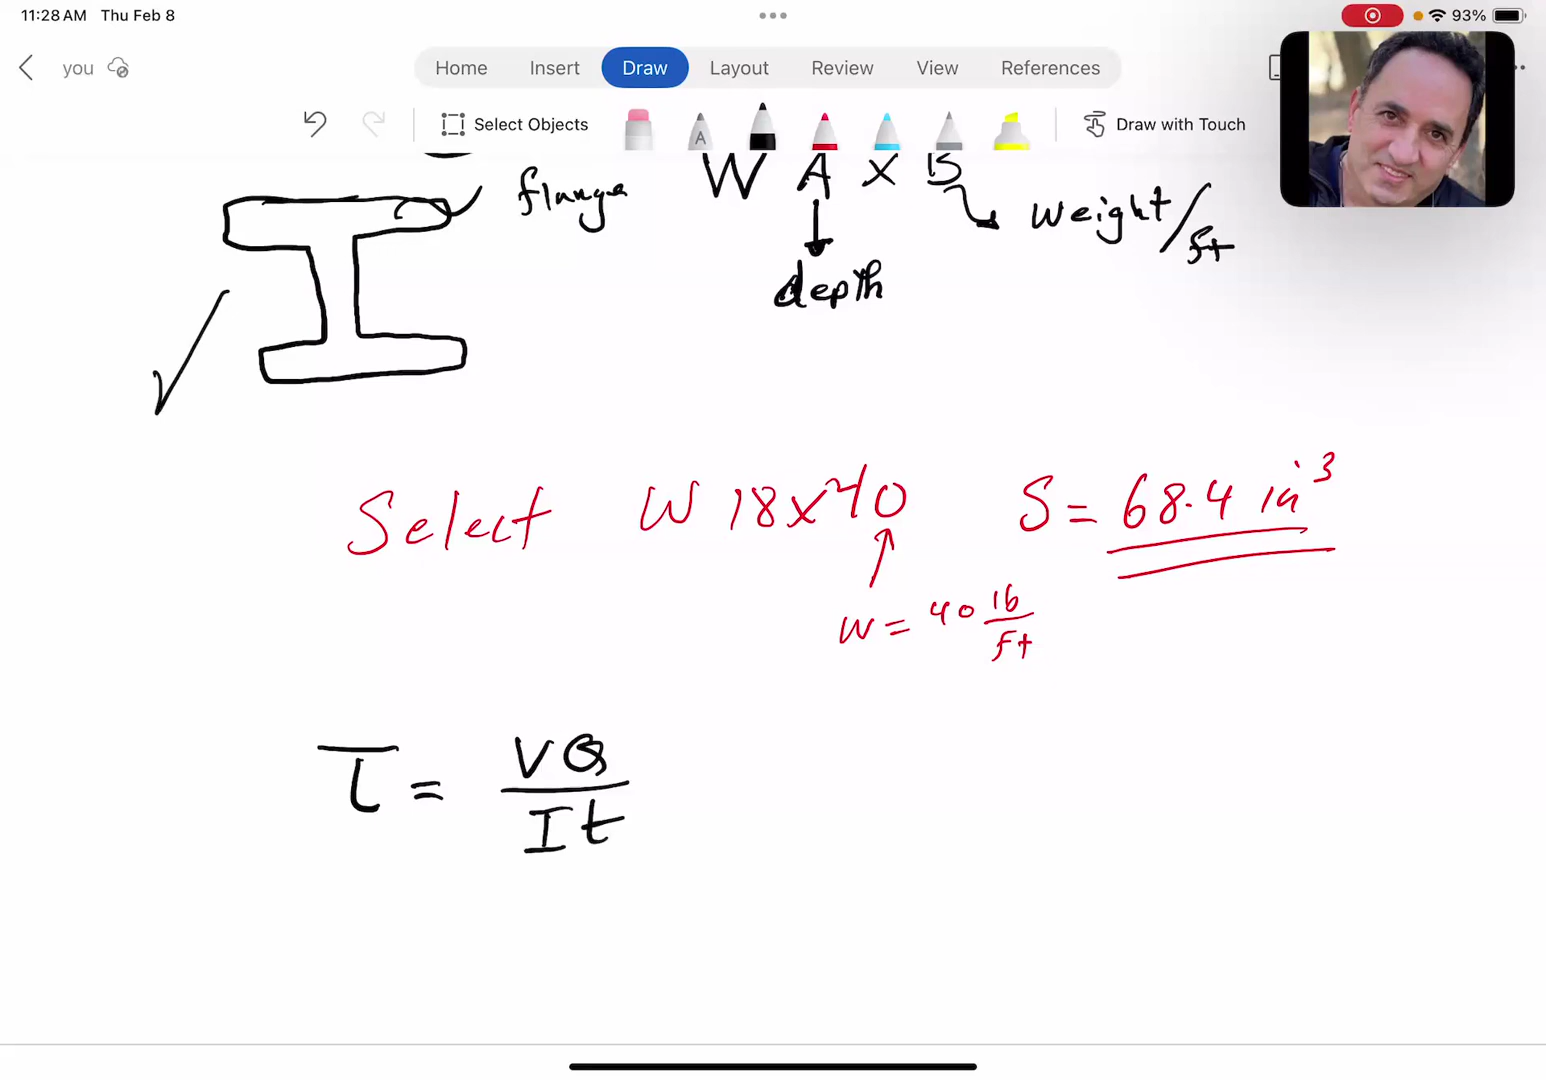 11:28 AM Thu Feb 8
93%
you
Home Insert Draw Layout Review View References
Select Objects
A
Draw with Touch
flange
W A X B
weight/ft
depth
Select W 18x40 S = 68.4 in³
w = 40 lb/ft
τ = VQ/It